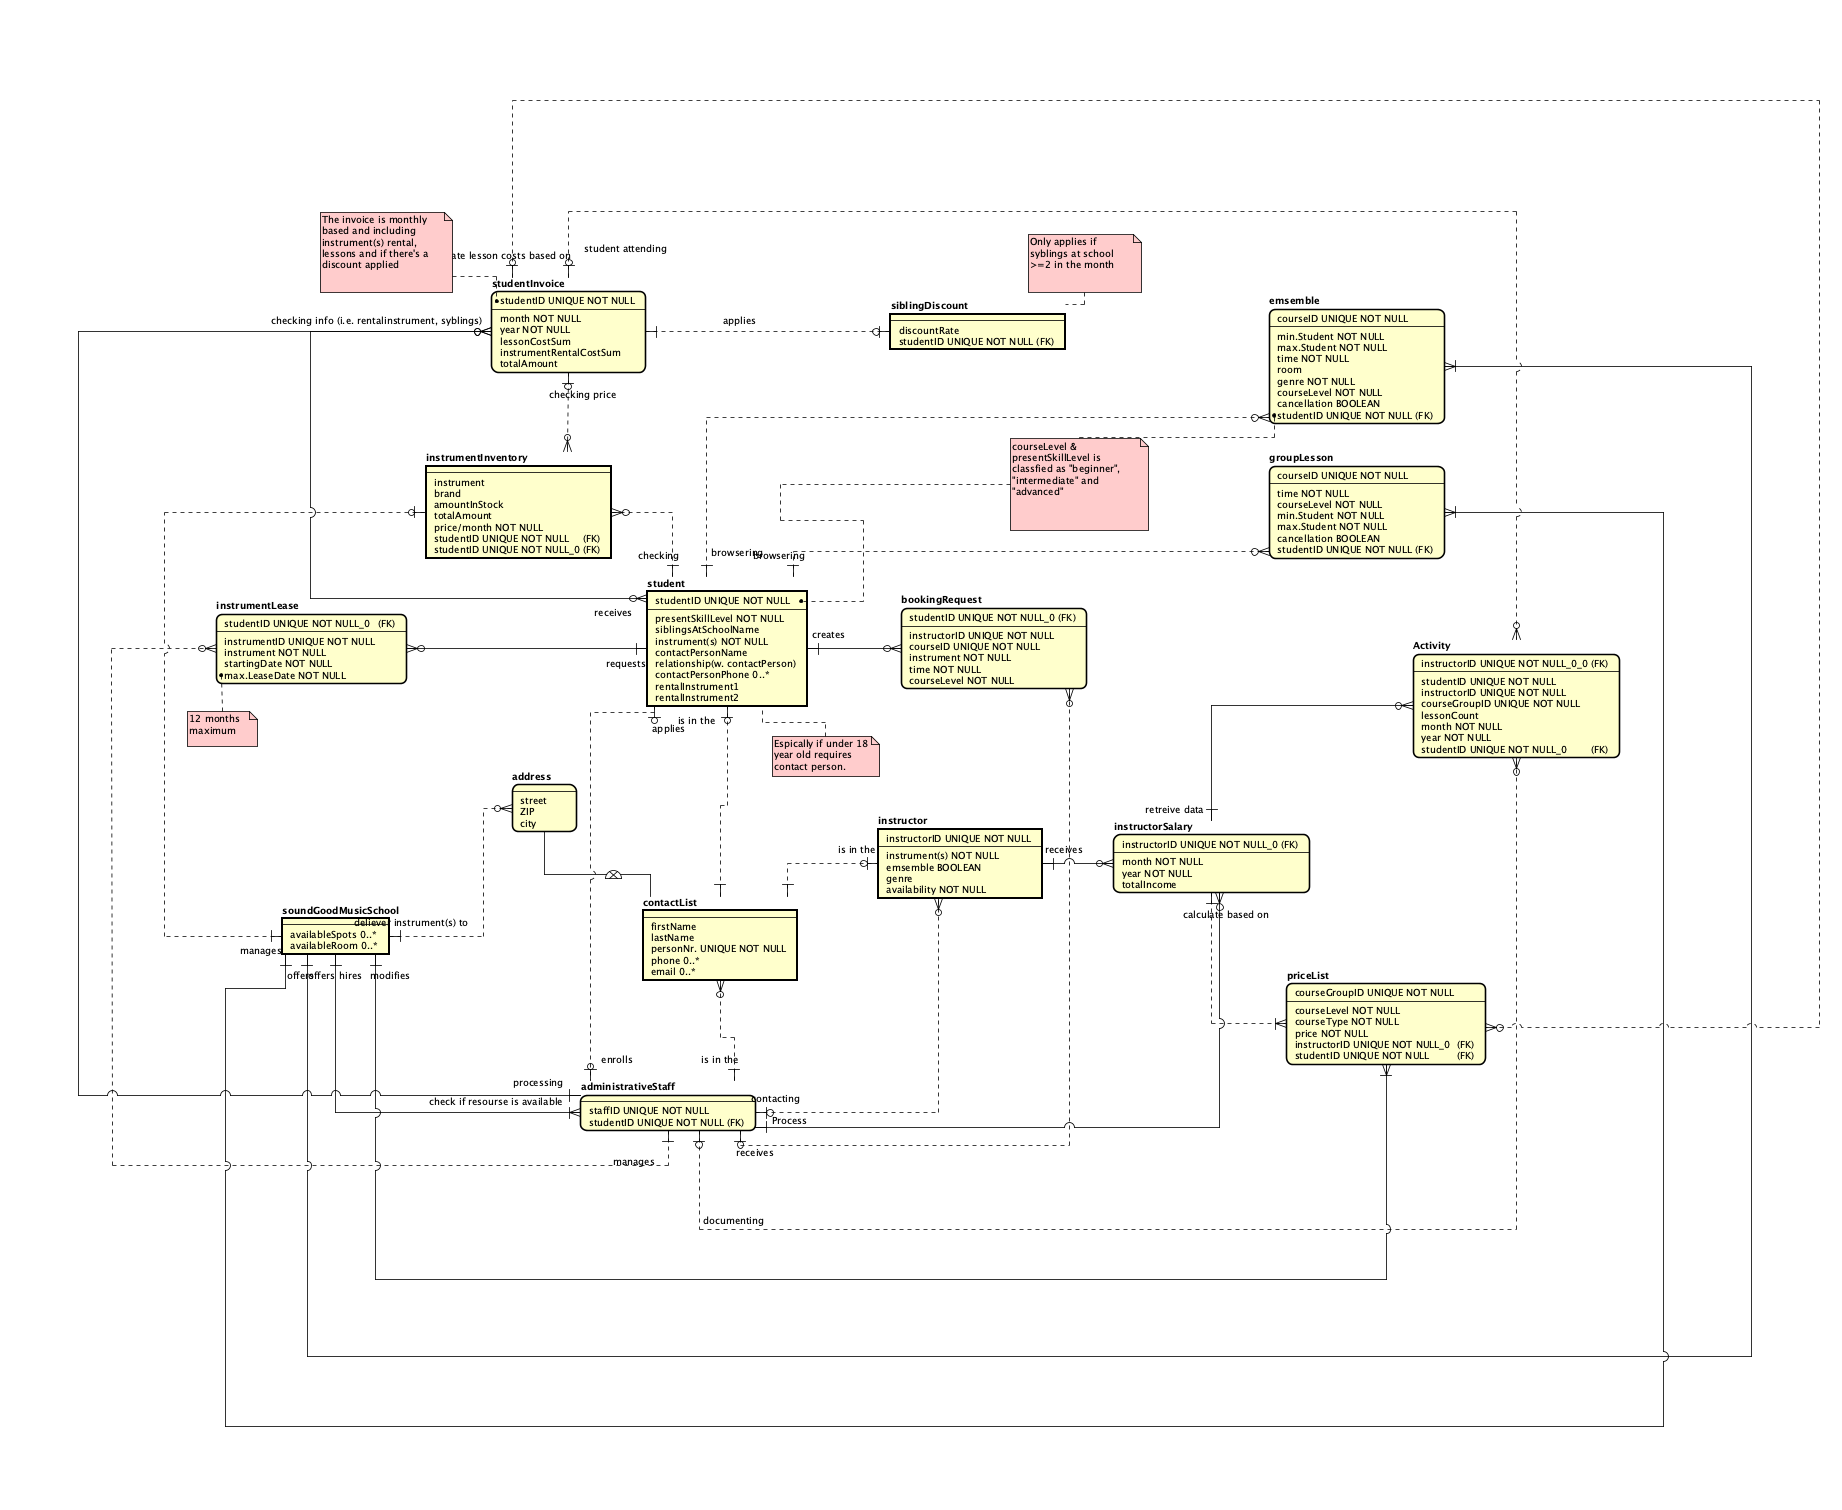 The invoice is monthly
based and including
instrument(s) rental,
lessons and if there's a
discount applied
ate lesson costs based on
student attending
Only applies if
syblings at school
>=2 in the month
studentInvoice
studentID UNIQUE NOT NULL
month NOT NULL
year NOT NULL
lessonCostSum
instrumentRentalCostSum
totalAmount
checking info (i.e. rentalinstrument, syblings)
applies
siblingDiscount
discountRate
studentID UNIQUE NOT NULL (FK)
emsemble
courseID UNIQUE NOT NULL
min.Student NOT NULL
max.Student NOT NULL
time NOT NULL
room
genre NOT NULL
courseLevel NOT NULL
cancellation BOOLEAN
studentID UNIQUE NOT NULL (FK)
checking price
instrumentInventory
instrument
brand
amountInStock
totalAmount
price/month NOT NULL
studentID UNIQUE NOT NULL (FK)
studentID UNIQUE NOT NULL_0 (FK)
courseLevel &
presentSkillLevel is
classfied as "beginner",
"intermediate" and
"advanced"
groupLesson
courseID UNIQUE NOT NULL
time NOT NULL
courseLevel NOT NULL
min.Student NOT NULL
max.Student NOT NULL
cancellation BOOLEAN
studentID UNIQUE NOT NULL (FK)
checking
browsering
browsering
student
studentID UNIQUE NOT NULL
presentSkillLevel NOT NULL
siblingsAtSchoolName
instrument(s) NOT NULL
contactPersonName
relationship(w. contactPerson)
contactPersonPhone 0..*
rentalInstrument1
rentalInstrument2
receives
requests
creates
instrumentLease
studentID UNIQUE NOT NULL_0 (FK)
instrumentID UNIQUE NOT NULL
instrument NOT NULL
startingDate NOT NULL
max.LeaseDate NOT NULL
12 months
maximum
bookingRequest
studentID UNIQUE NOT NULL_0 (FK)
instructorID UNIQUE NOT NULL
courseID UNIQUE NOT NULL
instrument NOT NULL
time NOT NULL
courseLevel NOT NULL
Activity
instructorID UNIQUE NOT NULL_0_0 (FK)
studentID UNIQUE NOT NULL
instructorID UNIQUE NOT NULL
courseGroupID UNIQUE NOT NULL
lessonCount
month NOT NULL
year NOT NULL
studentID UNIQUE NOT NULL_0 (FK)
applies
is in the
Espically if under 18
year old requires
contact person.
address
street
ZIP
city
retreive data
instructor
instructorID UNIQUE NOT NULL
instrument(s) NOT NULL
emsemble BOOLEAN
genre
availability NOT NULL
is in the
receives
instructorSalary
instructorID UNIQUE NOT NULL_0 (FK)
month NOT NULL
year NOT NULL
totalIncome
calculate based on
soundGoodMusicSchool
deliever instrument(s) to
availableSpots 0..*
availableRoom 0..*
manages
offers
offers
hires
modifies
contactList
firstName
lastName
personNr. UNIQUE NOT NULL
phone 0..*
email 0..*
priceList
courseGroupID UNIQUE NOT NULL
courseLevel NOT NULL
courseType NOT NULL
price NOT NULL
instructorID UNIQUE NOT NULL_0 (FK)
studentID UNIQUE NOT NULL (FK)
enrolls
is in the
processing
check if resourse is available
administrativeStaff
staffID UNIQUE NOT NULL
studentID UNIQUE NOT NULL (FK)
contacting
Process
manages
receives
documenting